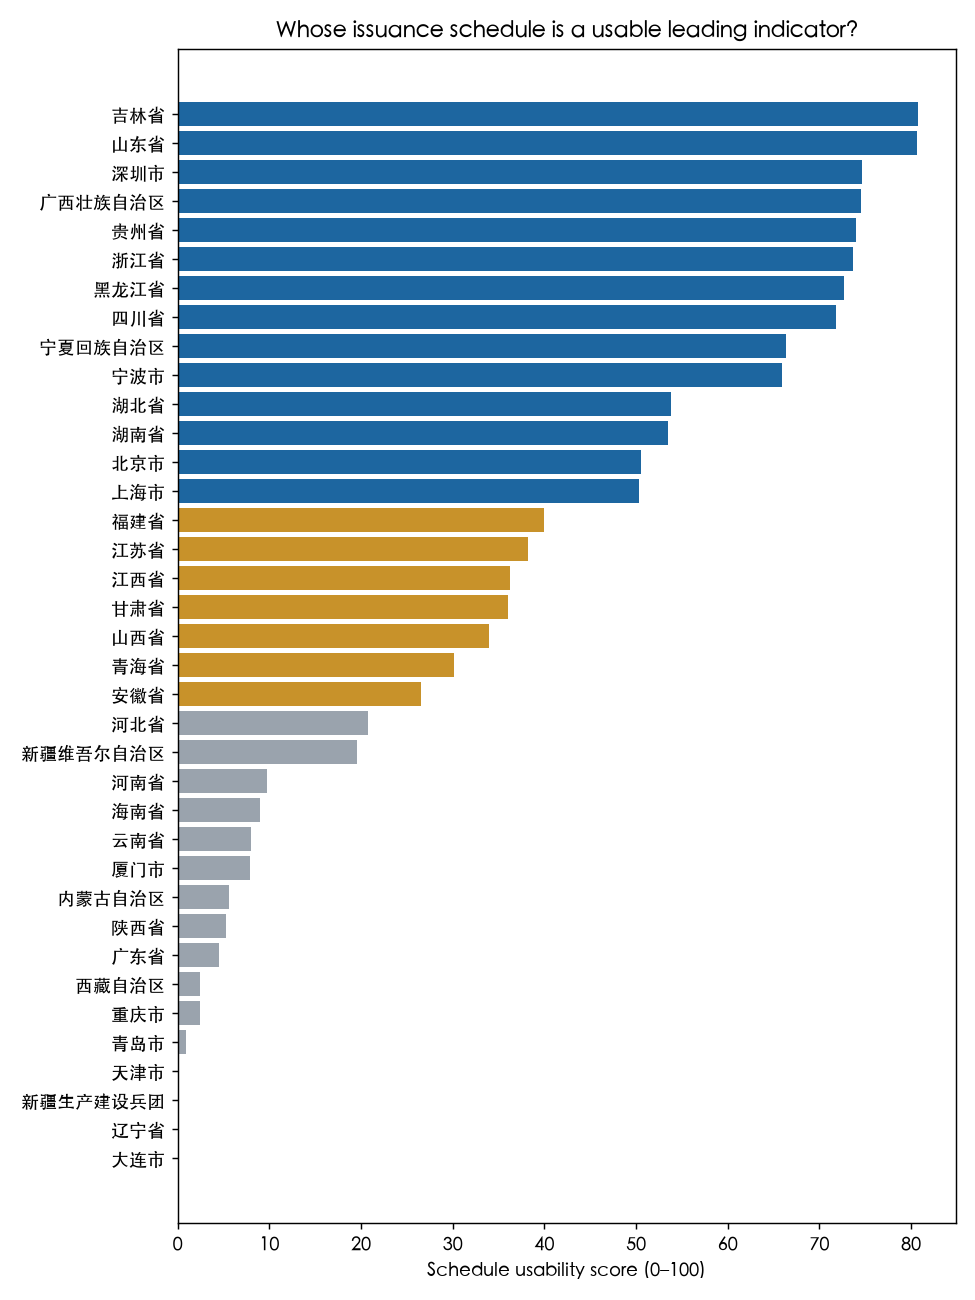 Whose issuance schedule is a usable leading indicator?
吉林省
山东省
深圳市
广西壮族自治区
贵州省
浙江省
黑龙江省
四川省
宁夏回族自治区
宁波市
湖北省
湖南省
北京市
上海市
福建省
江苏省
江西省
甘肃省
山西省
青海省
安徽省
河北省
新疆维吾尔自治区
河南省
海南省
云南省
厦门市
内蒙古自治区
陕西省
广东省
西藏自治区
重庆市
青岛市
天津市
新疆生产建设兵团
辽宁省
大连市
0 10 20 30 40 50 60 70 80
Schedule usability score (0–100)